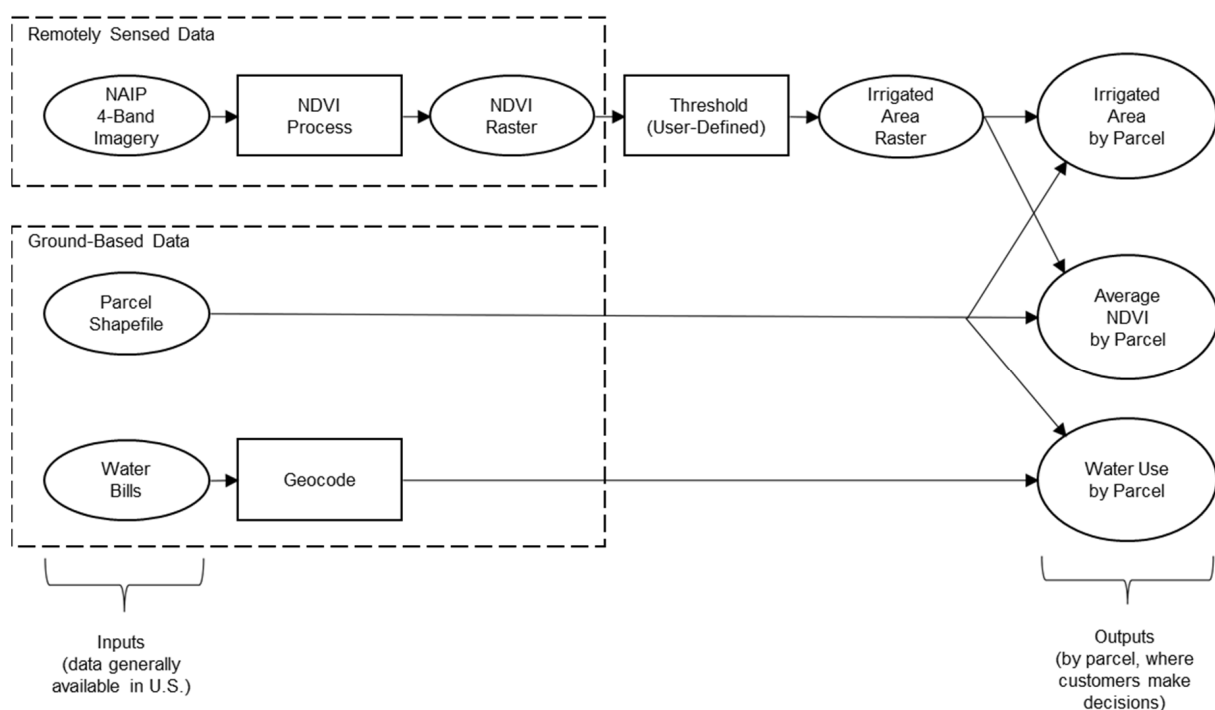 Remotely Sensed Data
NAIP
4-Band
Imagery
NDVI
Process
NDVI
Raster
Threshold
(User-Defined)
Irrigated
Area
Raster
Irrigated
Area
by Parcel
Ground-Based Data
Parcel
Shapefile
Average
NDVI
by Parcel
Water
Bills
Geocode
Water Use
by Parcel
Inputs
(data generally
available in U.S.)
Outputs
(by parcel, where
customers make
decisions)